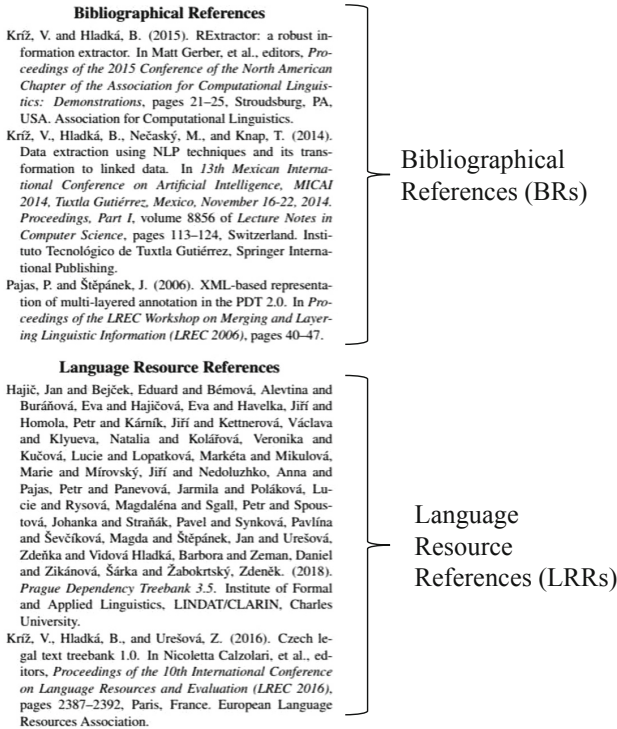 Bibliographical References
Kríž, V. and Hladká, B. (2015). RExtractor: a robust in-
formation extractor. In Matt Gerber, et al., editors, Pro-
ceedings of the 2015 Conference of the North American
Chapter of the Association for Computational Linguis-
tics: Demonstrations, pages 21–25, Stroudsburg, PA,
USA. Association for Computational Linguistics.
Kríž, V., Hladká, B., Nečaský, M., and Knap, T. (2014).
Data extraction using NLP techniques and its trans-
formation to linked data. In 13th Mexican Interna-
tional Conference on Artificial Intelligence, MICAI
2014, Tuxtla Gutiérrez, Mexico, November 16-22, 2014.
Proceedings, Part I, volume 8856 of Lecture Notes in
Computer Science, pages 113–124, Switzerland. Insti-
tuto Tecnológico de Tuxtla Gutiérrez, Springer Interna-
tional Publishing.
Pajas, P. and Štěpánek, J. (2006). XML-based representa-
tion of multi-layered annotation in the PDT 2.0. In Pro-
ceedings of the LREC Workshop on Merging and Layer-
ing Linguistic Information (LREC 2006), pages 40–47.
Bibliographical
References (BRs)
Language Resource References
Hajič, Jan and Bejček, Eduard and Bémová, Alevtina and
Buráňová, Eva and Hajičová, Eva and Havelka, Jiří and
Homola, Petr and Kárník, Jiří and Kettnerová, Václava
and Klyueva, Natalia and Kolářová, Veronika and
Kučová, Lucie and Lopatková, Markéta and Mikulová,
Marie and Mírovský, Jiří and Nedoluzhko, Anna and
Pajas, Petr and Panevová, Jarmila and Poláková, Lu-
cie and Rysová, Magdaléna and Sgall, Petr and Spous-
tová, Johanka and Straňák, Pavel and Synková, Pavlína
and Ševčíková, Magda and Štěpánek, Jan and Urešová,
Zdeňka and Vidová Hladká, Barbora and Zeman, Daniel
and Zikánová, Šárka and Žabokrtský, Zdeněk. (2018).
Prague Dependency Treebank 3.5. Institute of Formal
and Applied Linguistics, LINDAT/CLARIN, Charles
University.
Kríž, V., Hladká, B., and Urešová, Z. (2016). Czech le-
gal text treebank 1.0. In Nicoletta Calzolari, et al., ed-
itors, Proceedings of the 10th International Conference
on Language Resources and Evaluation (LREC 2016),
pages 2387–2392, Paris, France. European Language
Resources Association.
Language
Resource
References (LRRs)